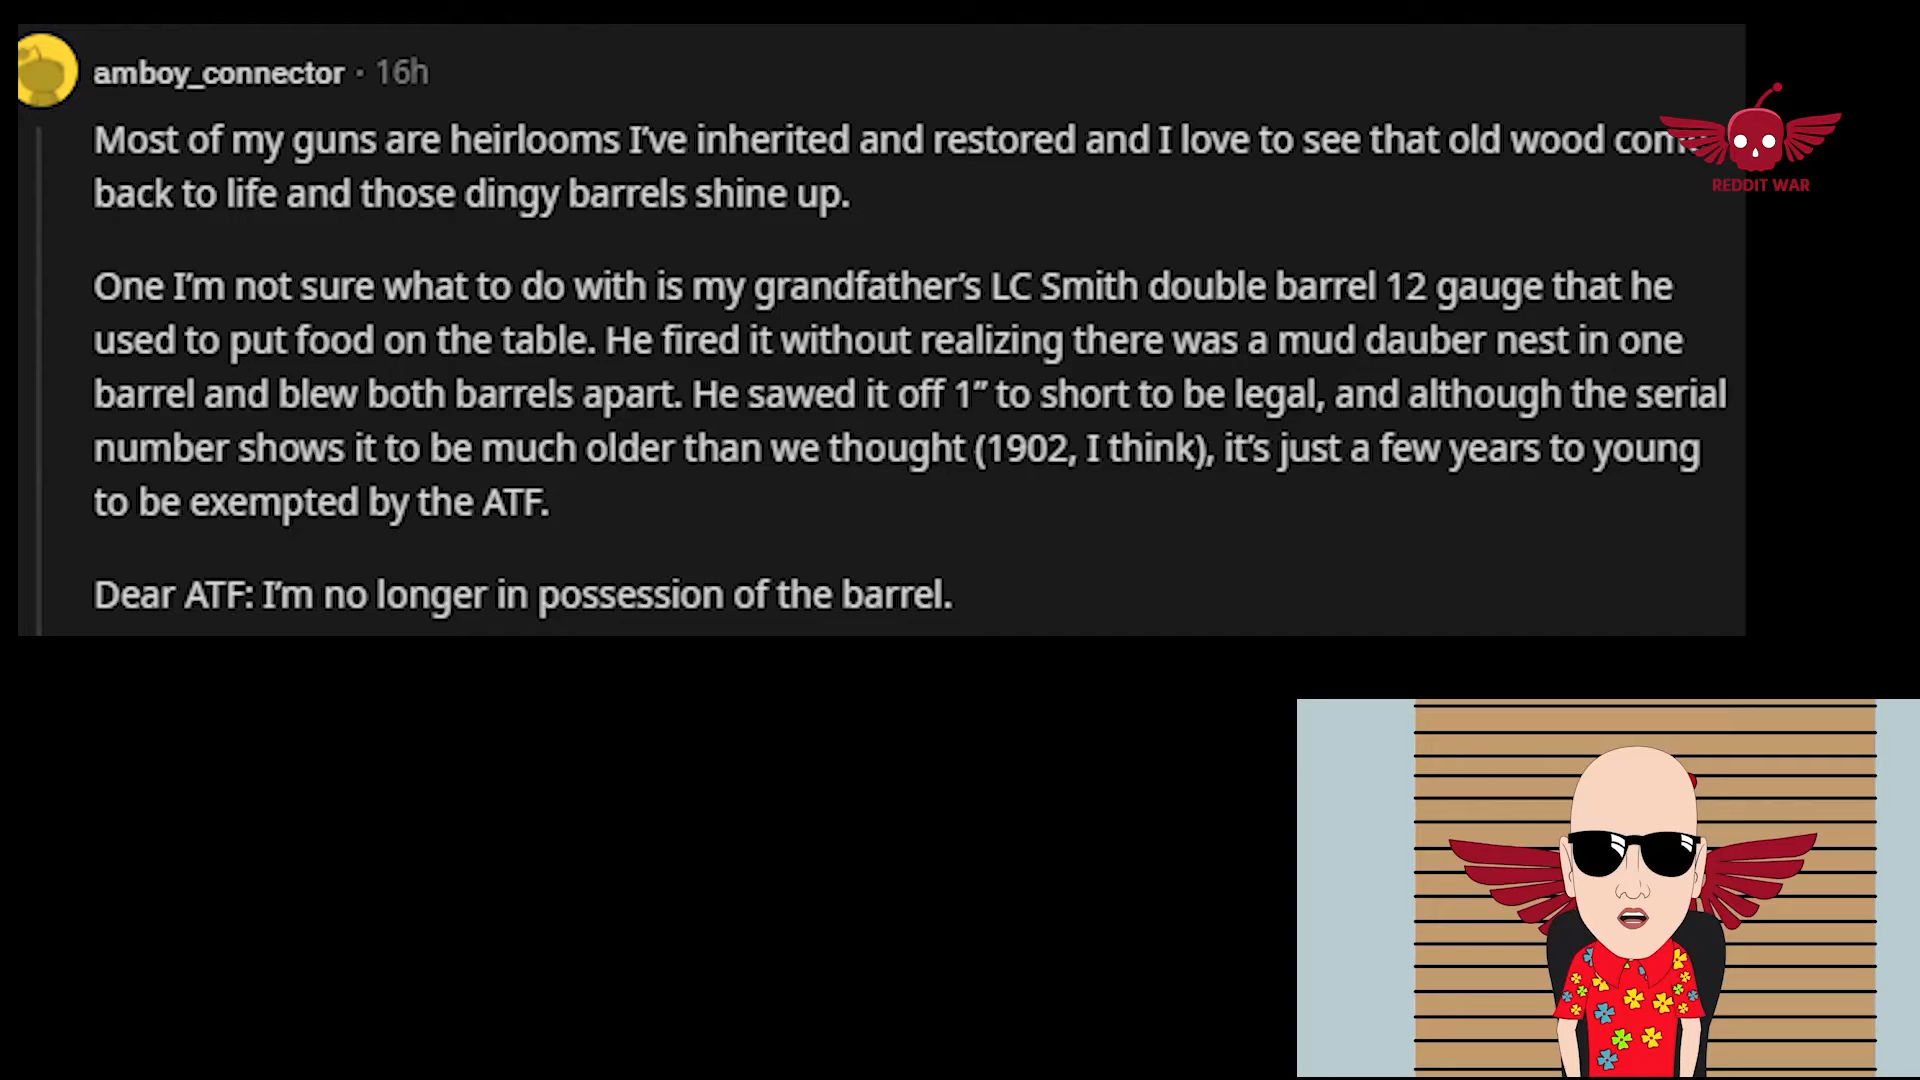 amboy_connector · 16h
Most of my guns are heirlooms I've inherited and restored and I love to see that old wood come
back to life and those dingy barrels shine up.
One I'm not sure what to do with is my grandfather's LC Smith double barrel 12 gauge that he
used to put food on the table. He fired it without realizing there was a mud dauber nest in one
barrel and blew both barrels apart. He sawed it off 1” to short to be legal, and although the serial
number shows it to be much older than we thought (1902, I think), it's just a few years to young
to be exempted by the ATF.
Dear ATF: I'm no longer in possession of the barrel.
REDDIT WAR